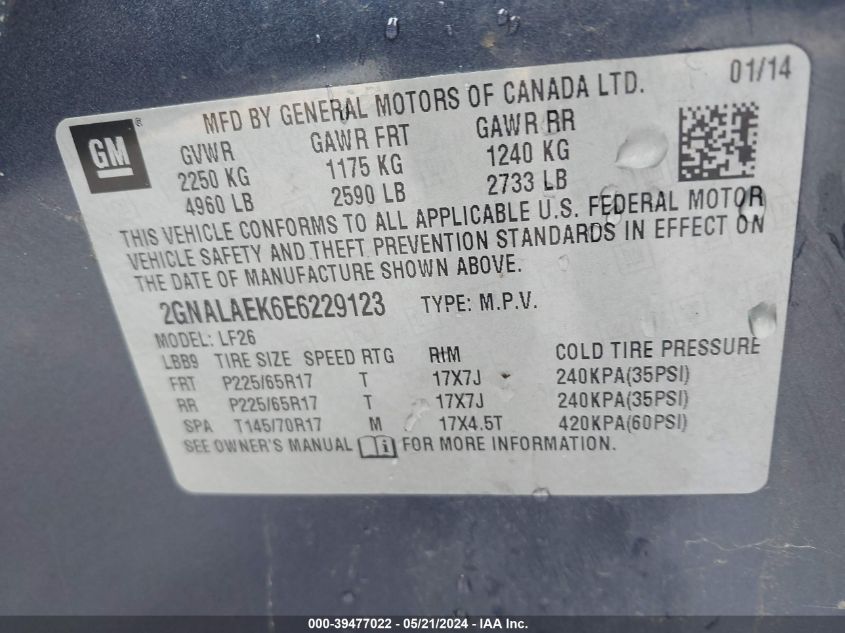 01/14
MFD BY GENERAL MOTORS OF CANADA LTD.
GM®
GVWR GAWR FRT GAWR RR
2250 KG 1175 KG 1240 KG
4960 LB 2590 LB 2733 LB
THIS VEHICLE CONFORMS TO ALL APPLICABLE U.S. FEDERAL MOTOR
VEHICLE SAFETY AND THEFT PREVENTION STANDARDS IN EFFECT ON
THE DATE OF MANUFACTURE SHOWN ABOVE.
2GNALAEK6E6229123 TYPE: M.P.V.
MODEL: LF26
LBB9 TIRE SIZE SPEED RTG RIM COLD TIRE PRESSURE
FRT P225/65R17 T 17X7J 240KPA(35PSI)
RR P225/65R17 T 17X7J 240KPA(35PSI)
SPA T145/70R17 M 17X4.5T 420KPA(60PSI)
SEE OWNER'S MANUAL FOR MORE INFORMATION.
000-39477022 - 05/21/2024 - IAA Inc.